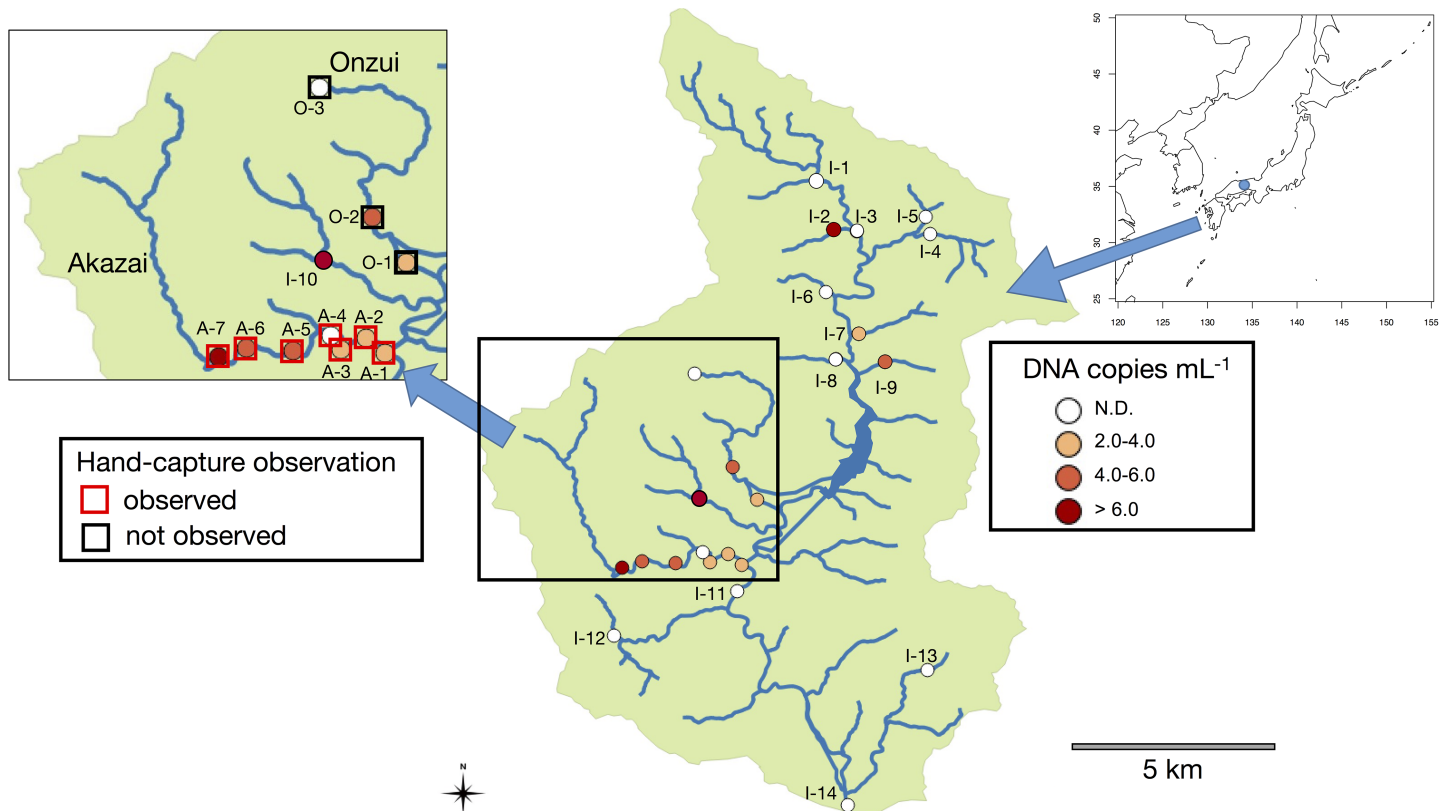 Onzui
O-3
O-2
O-1
I-10
Akazai
A-7
A-6
A-5
A-4
A-2
A-3
A-1
Hand-capture observation
observed
not observed
I-1
I-2
I-3
I-5
I-4
I-6
I-7
I-8
I-9
I-11
I-12
I-13
I-14
N
50
45
40
35
30
25
120
125
130
135
140
145
150
155
DNA copies mL⁻¹
N.D.
2.0-4.0
4.0-6.0
> 6.0
5 km